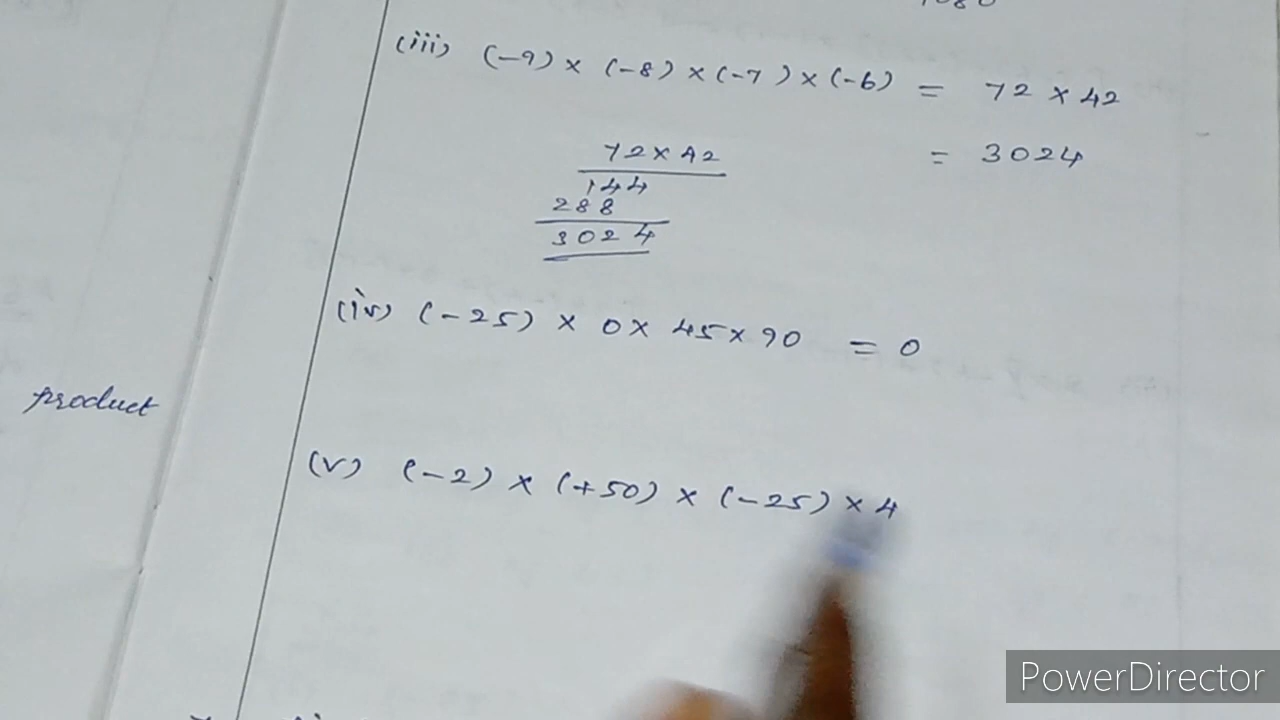 (iii) (-9) × (-8) × (-7) × (-6) = 72 × 42
= 3024
72 × 42
144
288
3024
(iv) (-25) × 0 × 45 × 90 = 0
product
(v) (-2) × (+50) × (-25) × 4
PowerDirector